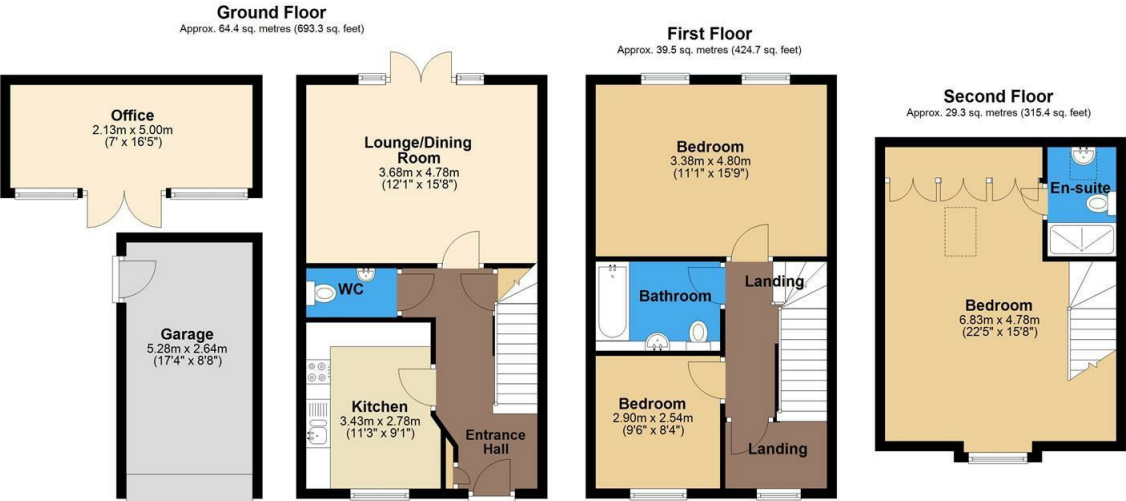 Ground Floor
Approx. 64.4 sq. metres (693.3 sq. feet)
Office
2.13m x 5.00m
(7' x 16'5")
Garage
5.28m x 2.64m
(17'4" x 8'8")
Lounge/Dining
Room
3.68m x 4.78m
(12'1" x 15'8")
WC
Kitchen
3.43m x 2.78m
(11'3" x 9'1")
Entrance
Hall
First Floor
Approx. 39.5 sq. metres (424.7 sq. feet)
Bedroom
3.38m x 4.80m
(11'1" x 15'9")
Landing
Bathroom
Bedroom
2.90m x 2.54m
(9'6" x 8'4")
Landing
Second Floor
Approx. 29.3 sq. metres (315.4 sq. feet)
En-suite
Bedroom
6.83m x 4.78m
(22'5" x 15'8")